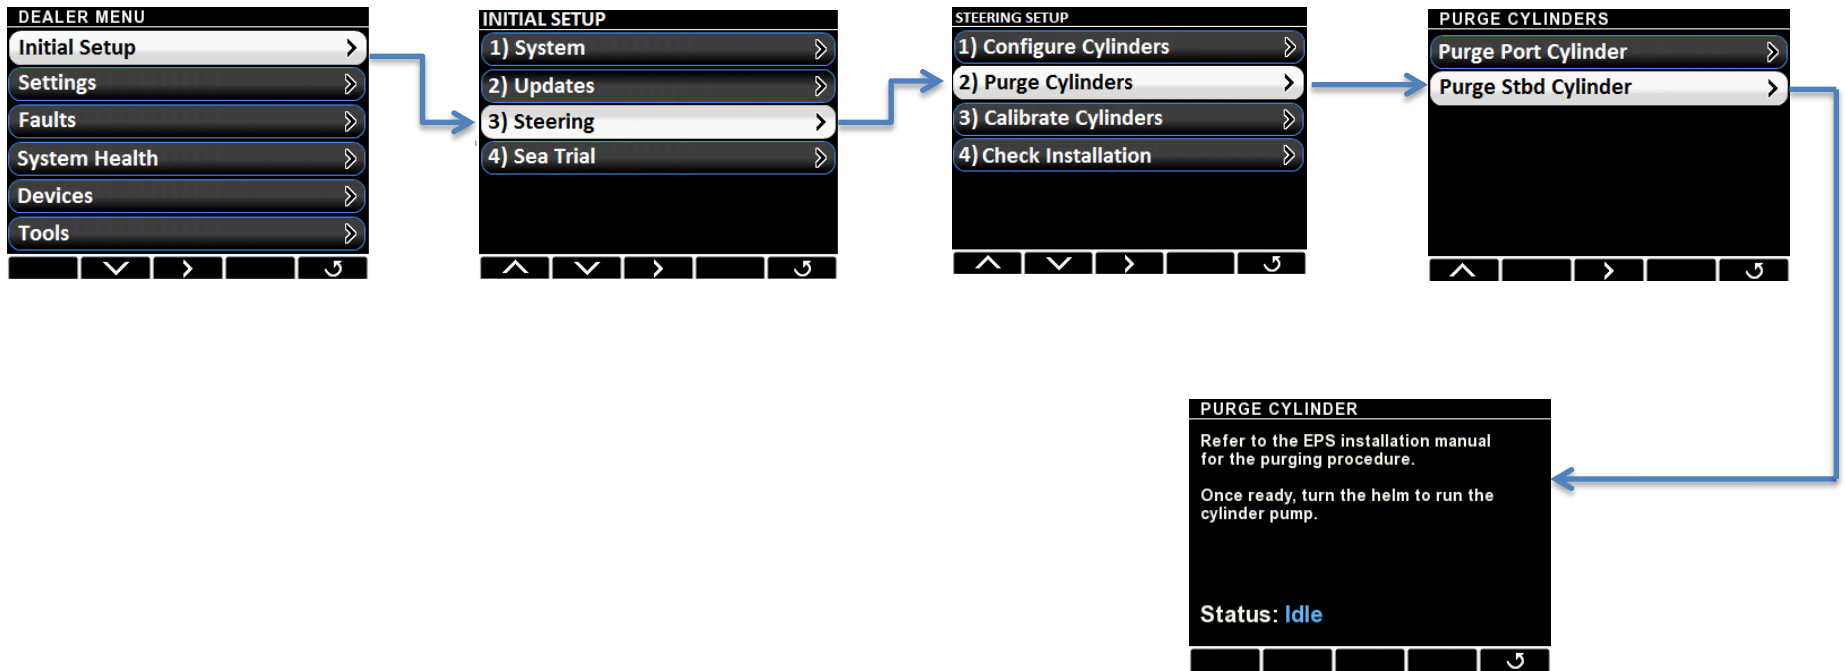 DEALER MENU
Initial Setup
Settings
Faults
System Health
Devices
Tools
INITIAL SETUP
1) System
2) Updates
3) Steering
4) Sea Trial
STEERING SETUP
1) Configure Cylinders
2) Purge Cylinders
3) Calibrate Cylinders
4) Check Installation
PURGE CYLINDERS
Purge Port Cylinder
Purge Stbd Cylinder
PURGE CYLINDER
Refer to the EPS installation manual
for the purging procedure.
Once ready, turn the helm to run the
cylinder pump.
Status: Idle